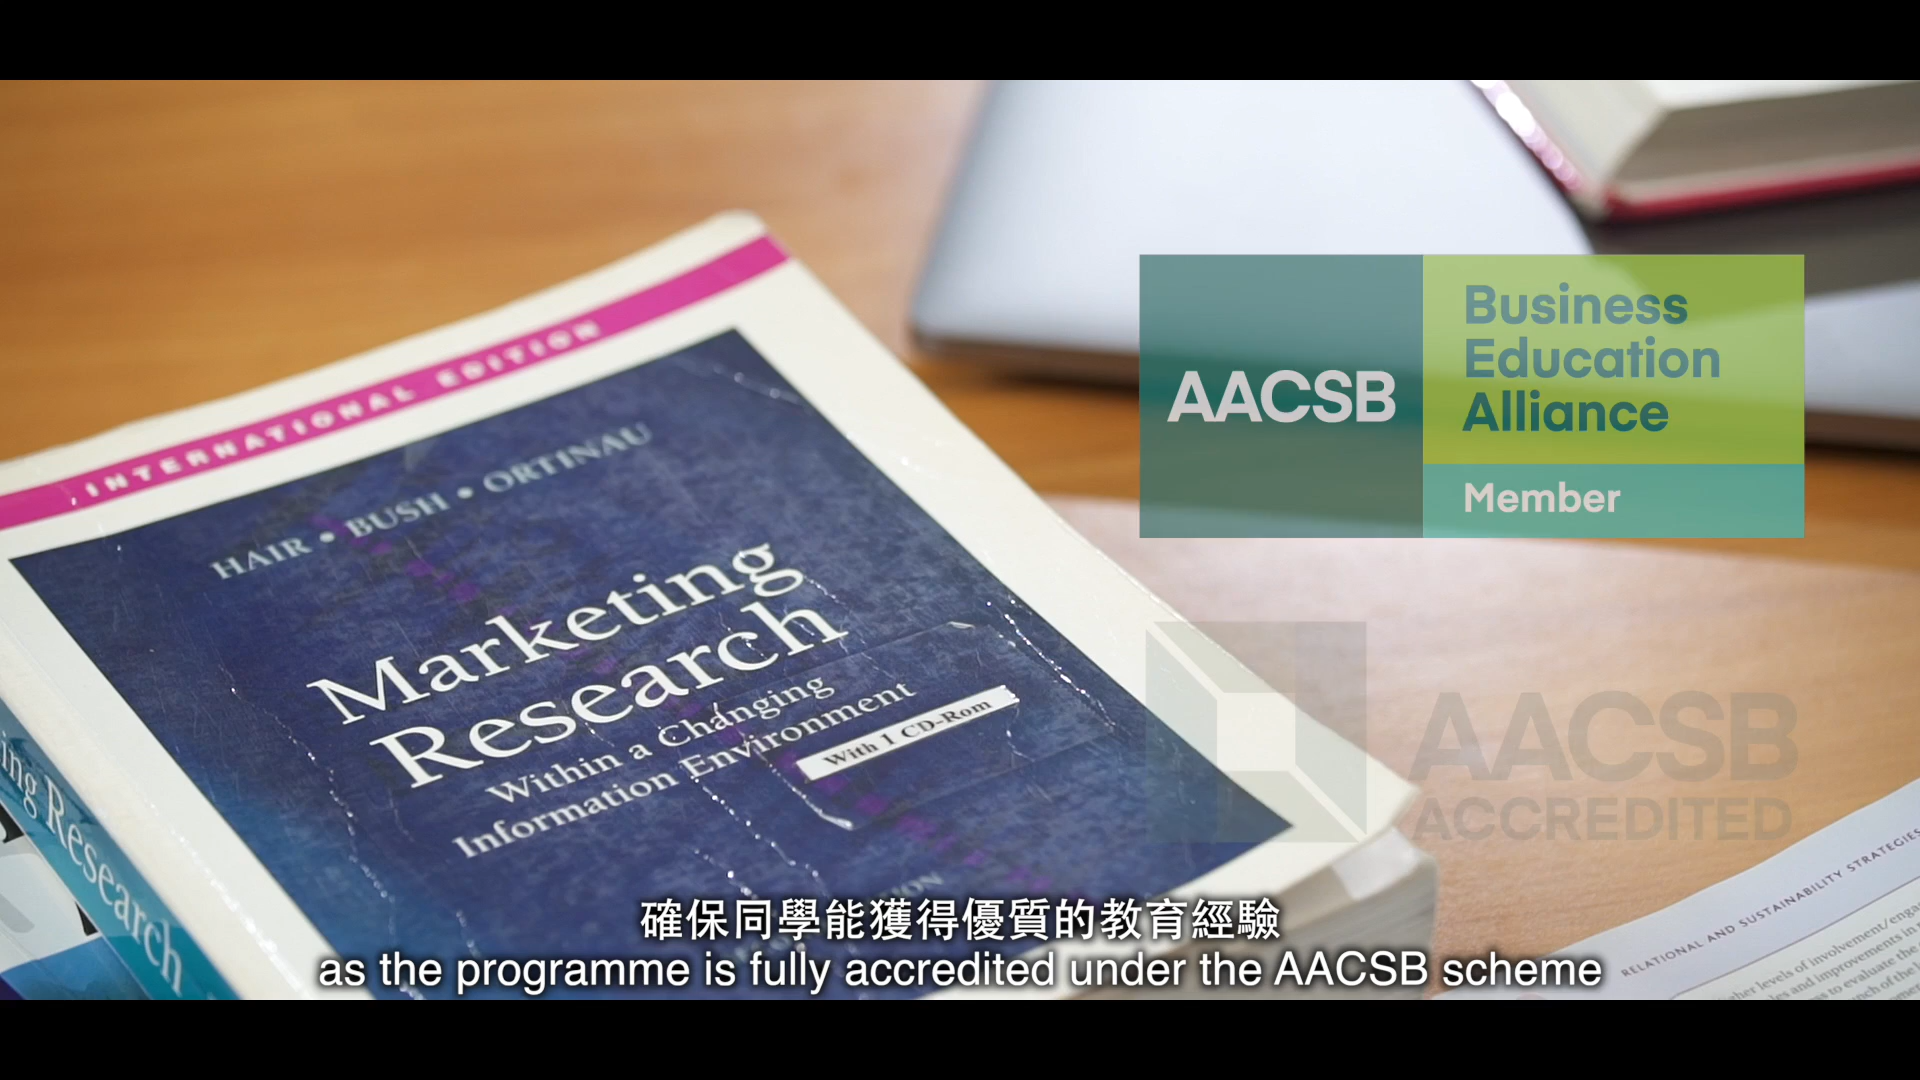 INTERNATIONAL EDITION
HAIR • BUSH • ORTINAU
Marketing
Research
Within a Changing
Information Environment
With 1 CD-Rom
ing Research
AACSB
Business
Education
Alliance
Member
AACSB
ACCREDITED
RELATIONAL AND SUSTAINABILITY STRATEGIES
確保同學能獲得優質的教育經驗
as the programme is fully accredited under the AACSB scheme